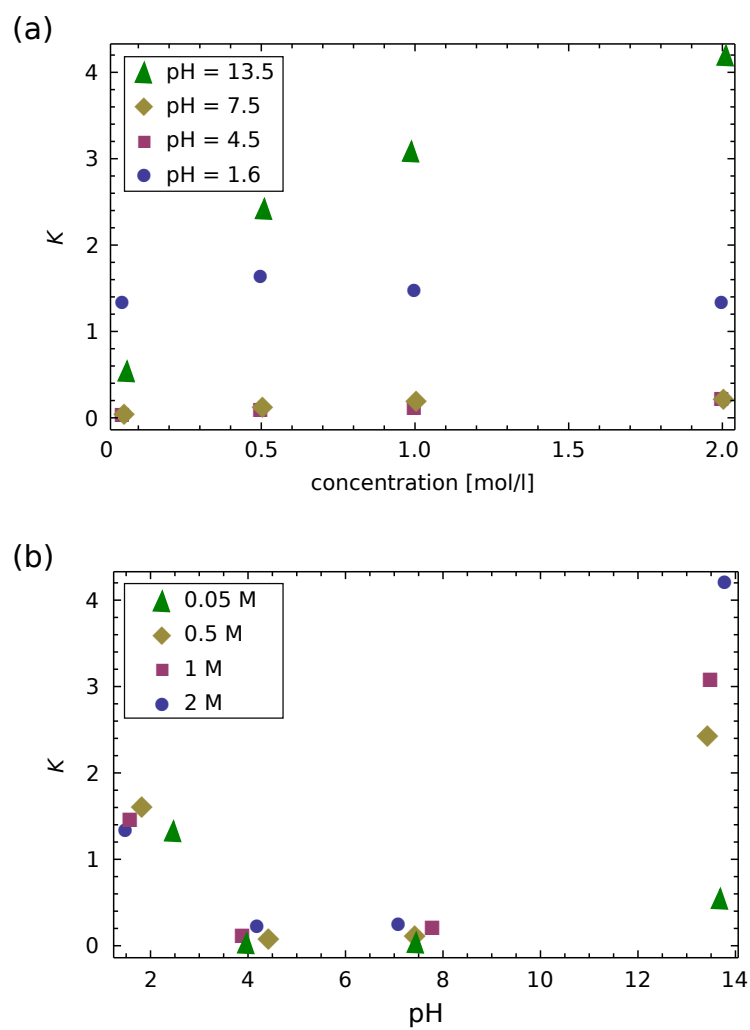 (a)
4
3
2
1
0
K
pH = 13.5
pH = 7.5
pH = 4.5
pH = 1.6
0 0.5 1.0 1.5 2.0
concentration [mol/l]
(b)
4
3
2
1
0
K
0.05 M
0.5 M
1 M
2 M
2 4 6 8 10 12 14
pH